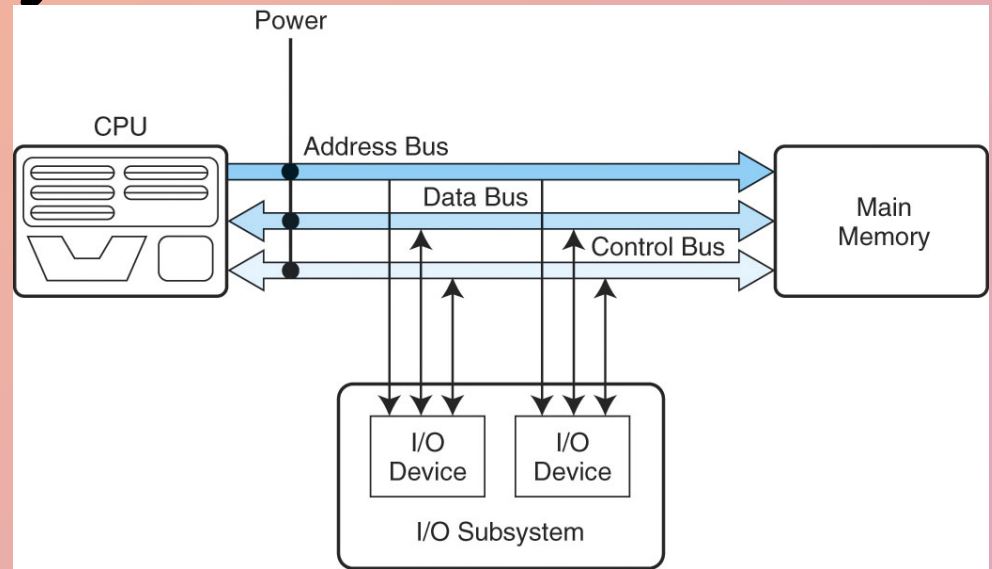 Power
CPU
Address Bus
Data Bus
Control Bus
Main
Memory
I/O
Device
I/O
Device
I/O Subsystem